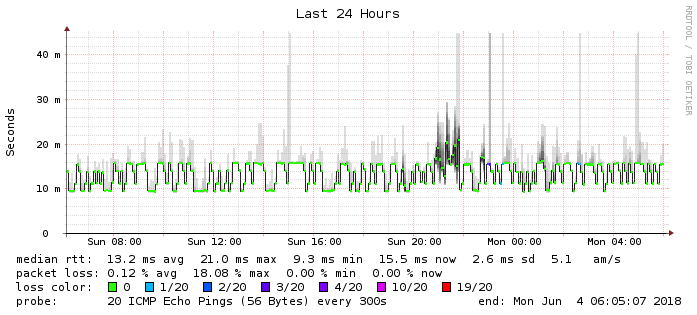 Last 24 Hours
RRDTOOL / TOBI OETIKER
Seconds
40 m
30 m
20 m
10 m
0
Sun 08:00 Sun 12:00 Sun 16:00 Sun 20:00 Mon 00:00 Mon 04:00
median rtt: 13.2 ms avg 21.0 ms max 9.3 ms min 15.5 ms now 2.6 ms sd 5.1 am/s
packet loss: 0.12 % avg 18.08 % max 0.00 % min 0.00 % now
loss color: 0 1/20 2/20 3/20 4/20 10/20 19/20
probe: 20 ICMP Echo Pings (56 Bytes) every 300s end: Mon Jun 4 06:05:07 2018